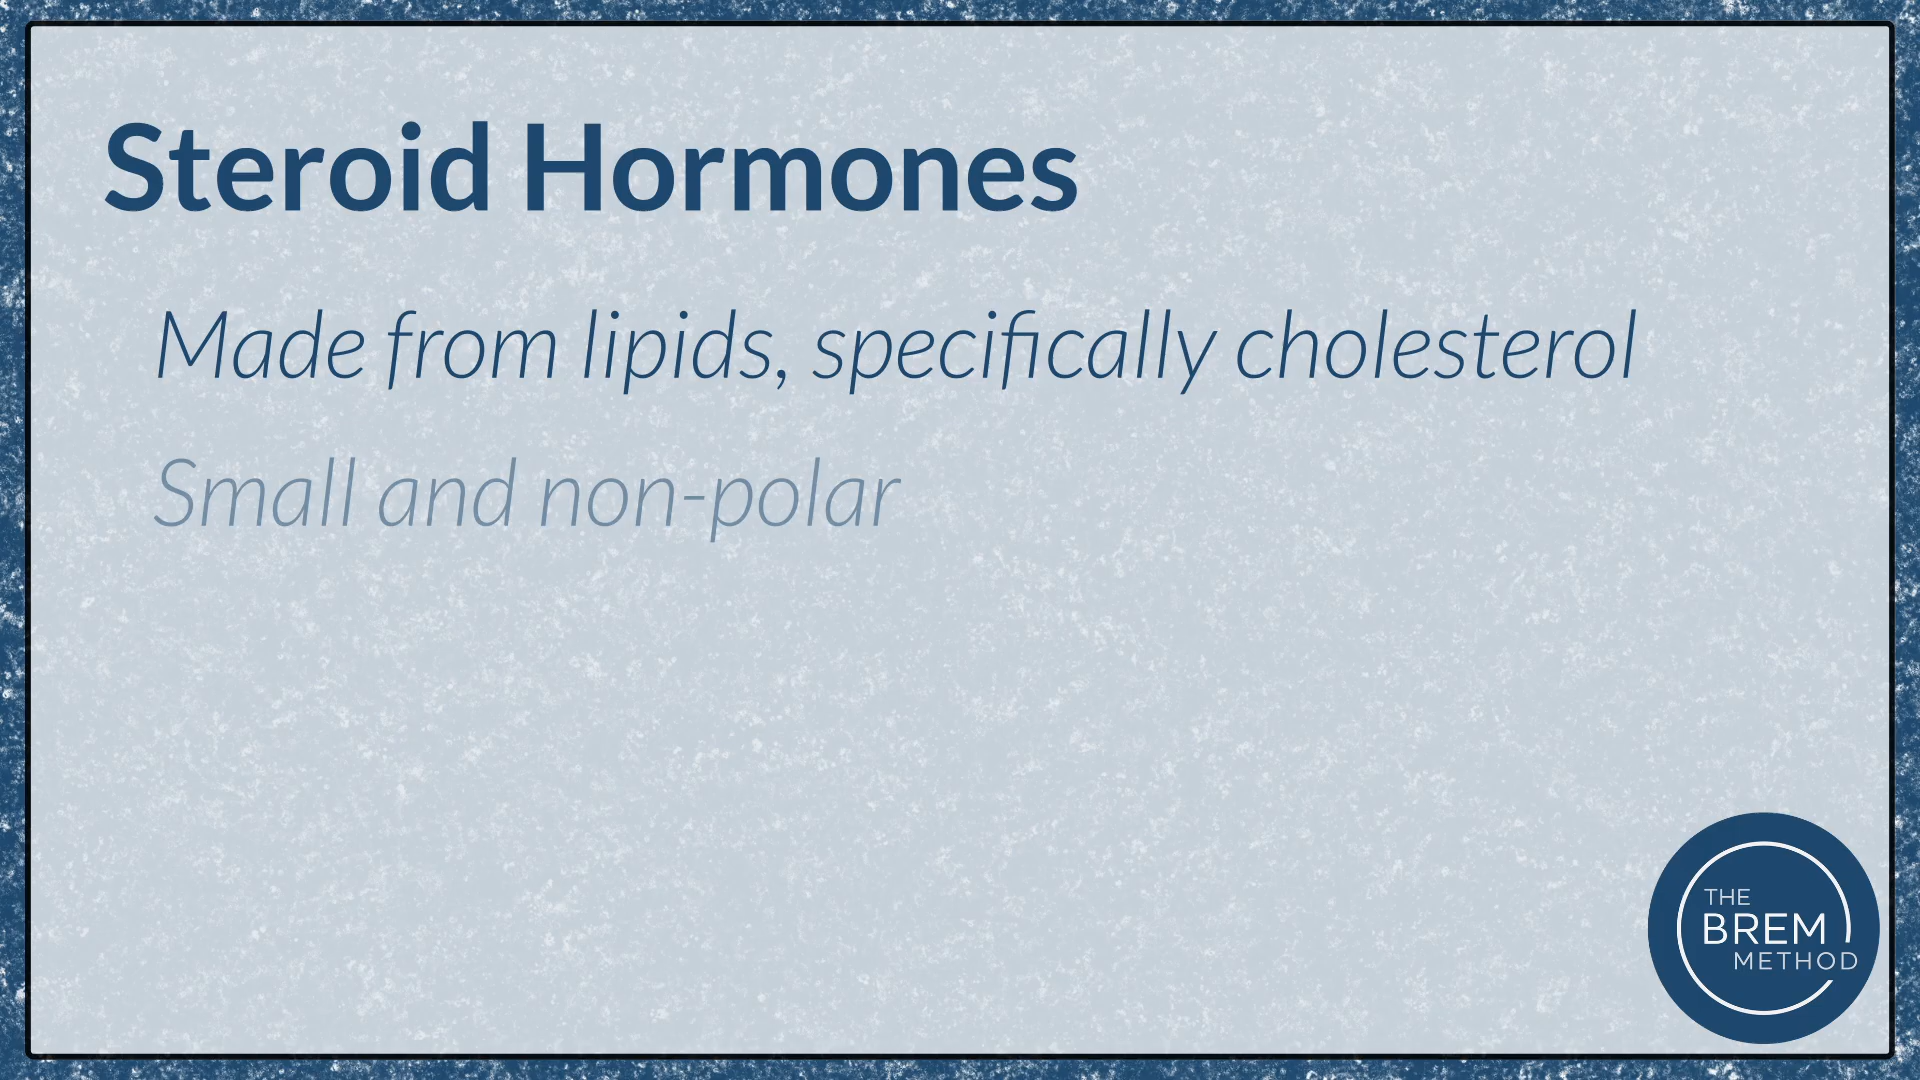 Steroid Hormones
Made from lipids, specifically cholesterol
Small and non-polar
THE
BREM
METHOD